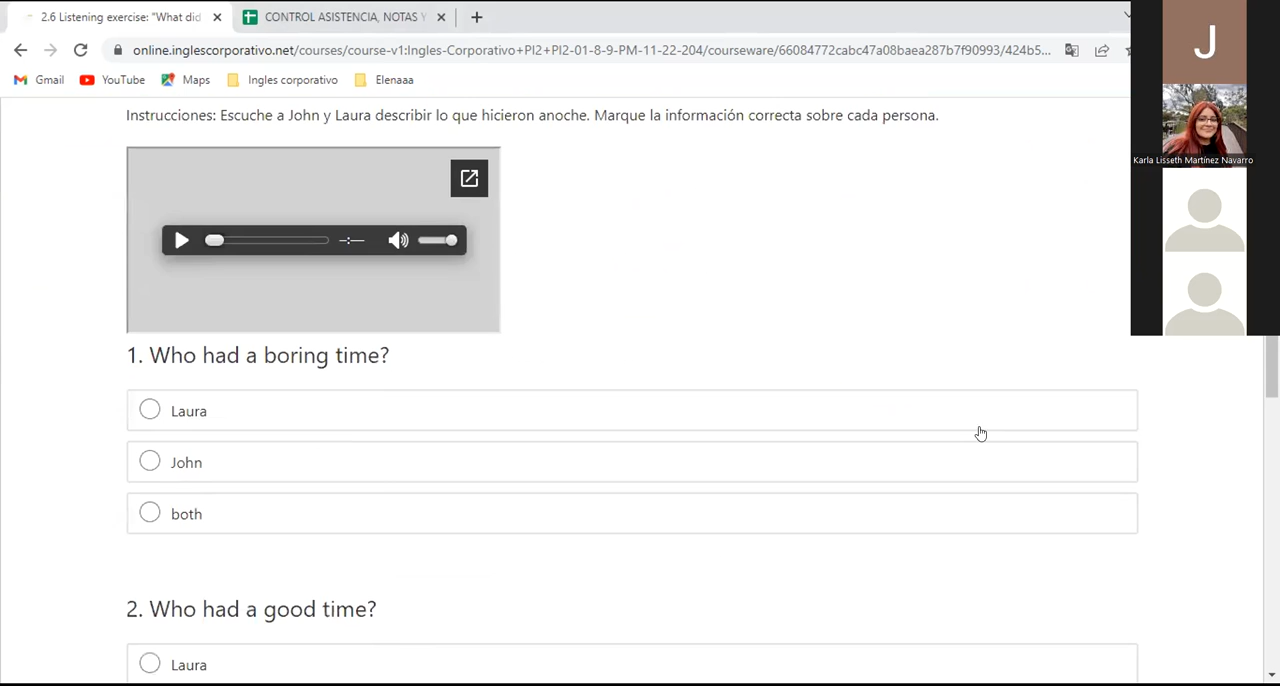 2.6 Listening exercise: "What did
CONTROL ASISTENCIA, NOTAS Y
online.inglescorporativo.net/courses/course-v1:Ingles-Corporativo+PI2+PI2-01-8-9-PM-11-22-204/courseware/66084772cabc47a08baea287b7f90993/424b5...
Gmail YouTube Maps Ingles corporativo Elenaaa
J
Karla Lisseth Martínez Navarro
Instrucciones: Escuche a John y Laura describir lo que hicieron anoche. Marque la información correcta sobre cada persona.
-:--
1. Who had a boring time?
Laura
John
both
2. Who had a good time?
Laura